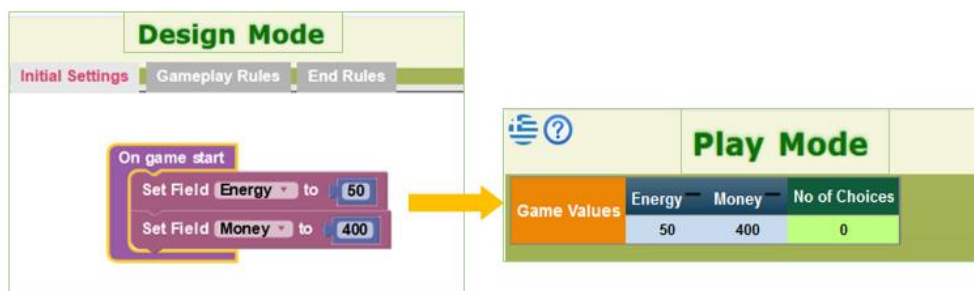 Design Mode
Initial Settings Gameplay Rules End Rules
On game start
Set Field Energy to 50
Set Field Money to 400
?
Play Mode
Game Values Energy Money No of Choices
50 400 0